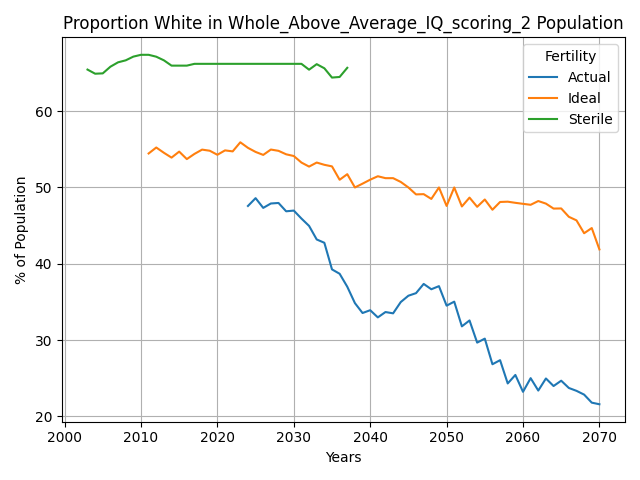 Proportion White in Whole_Above_Average_IQ_scoring_2 Population
Fertility
Actual
Ideal
Sterile
% of Population
60
50
40
30
20
2000 2010 2020 2030 2040 2050 2060 2070
Years